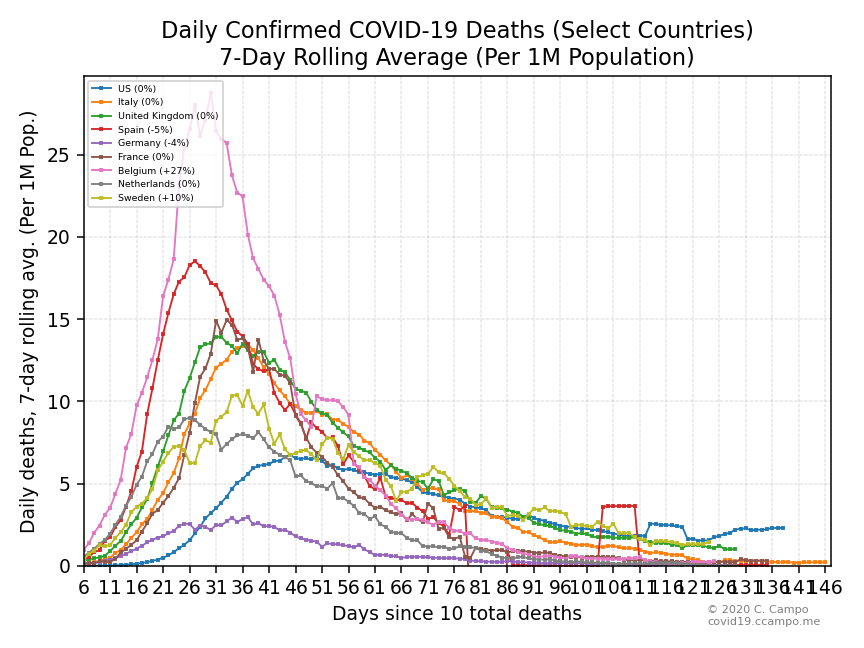 Daily Confirmed COVID-19 Deaths (Select Countries)
7-Day Rolling Average (Per 1M Population)
Daily deaths, 7-day rolling avg. (Per 1M Pop.)
25
20
15
10
5
0
US (0%)
Italy (0%)
United Kingdom (0%)
Spain (-5%)
Germany (-4%)
France (0%)
Belgium (+27%)
Netherlands (0%)
Sweden (+10%)
6 11 16 21 26 31 36 41 46 51 56 61 66 71 76 81 86 91 96 101 106 111 116 121 126 131 136 141 146
Days since 10 total deaths
© 2020 C. Campo
covid19.ccampo.me